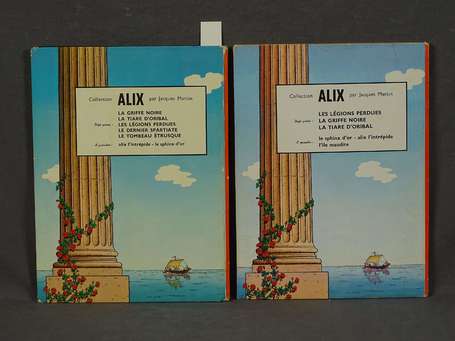 Collection ALIX par Jacques Martin
LA GRIFFE NOIRE
LA TIARE D'ORIBAL
Déjà parus : LES LÉGIONS PERDUES
LE DERNIER SPARTIATE
LE TOMBEAU ÉTRUSQUE
A paraître : alix l'intrépide - le sphinx d'or
Collection ALIX par Jacques Martin
LES LÉGIONS PERDUES
Déjà parus : LA GRIFFE NOIRE
LA TIARE D'ORIBAL
A paraître : le sphinx d'or - alix l'intrépide
l'île maudite